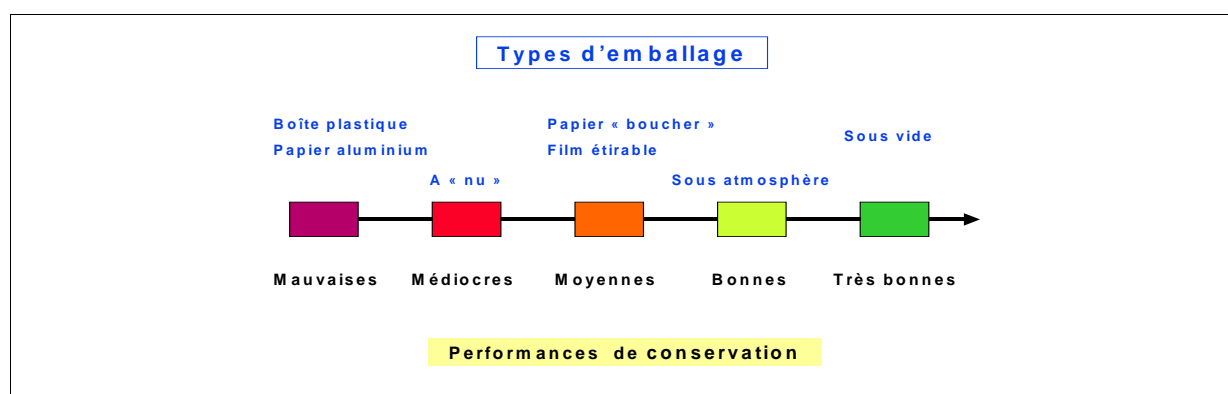 Types d'emballage
Boîte plastique
Papier aluminium
A « nu »
Papier « boucher »
Film étirable
Sous atmosphère
Sous vide
Mauvaises Médiocres Moyennes Bonnes Très bonnes
Performances de conservation